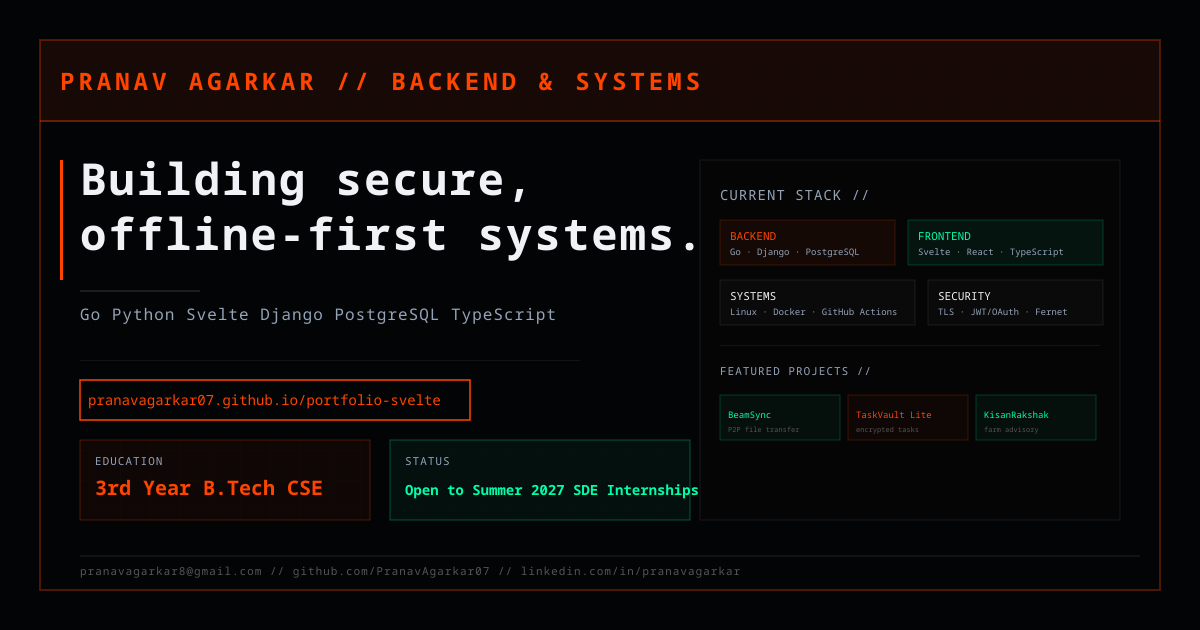 PRANAV AGARKAR // BACKEND & SYSTEMS
Building secure,
offline-first systems.
Go Python Svelte Django PostgreSQL TypeScript
pranavagarkar07.github.io/portfolio-svelte
EDUCATION
3rd Year B.Tech CSE
STATUS
Open to Summer 2027 SDE Internships
CURRENT STACK //
BACKEND
Go · Django · PostgreSQL
FRONTEND
Svelte · React · TypeScript
SYSTEMS
Linux · Docker · GitHub Actions
SECURITY
TLS · JWT/OAuth · Fernet
FEATURED PROJECTS //
BeamSync
P2P file transfer
TaskVault Lite
encrypted tasks
KisanRakshak
farm advisory
pranavagarkar8@gmail.com // github.com/PranavAgarkar07 // linkedin.com/in/pranavagarkar